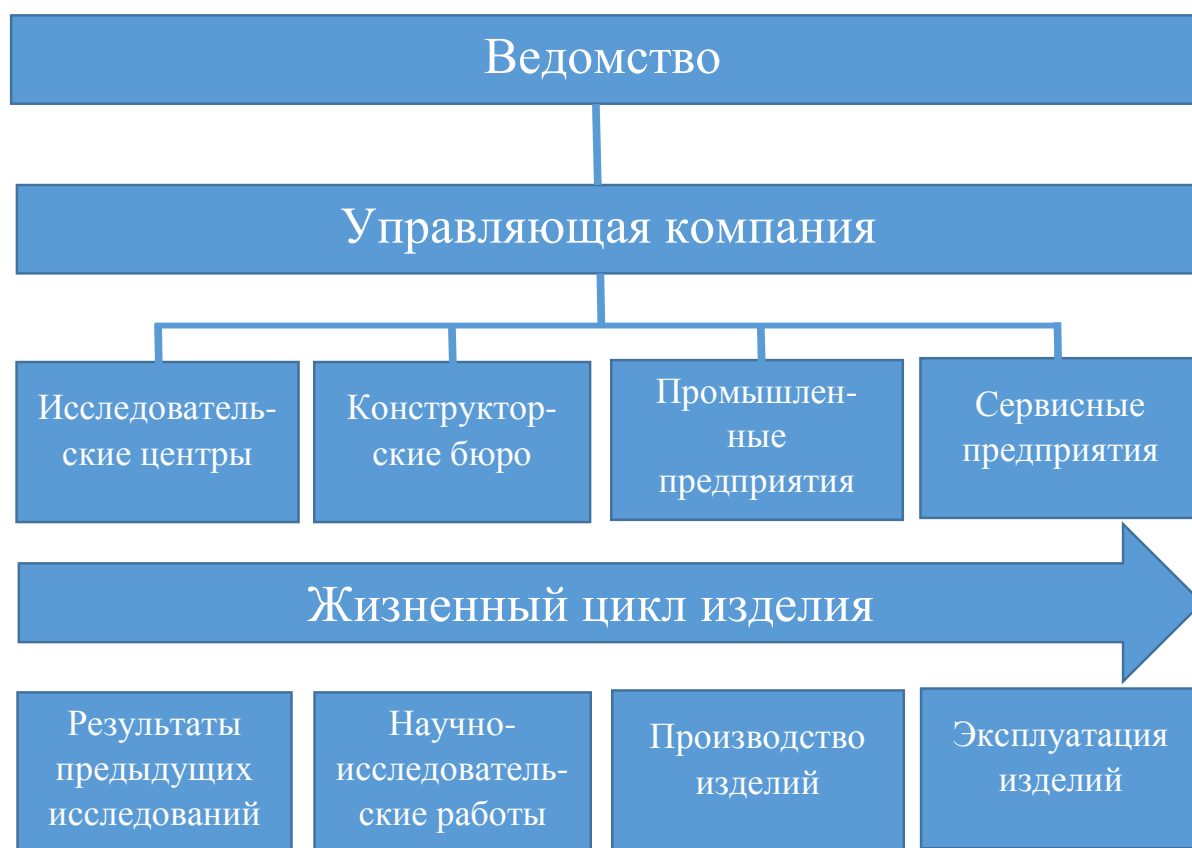 Ведомство
Управляющая компания
Исследователь-
ские центры
Конструктор-
ские бюро
Промышлен-
ные
предприятия
Сервисные
предприятия
Жизненный цикл изделия
Результаты
предыдущих
исследований
Научно-
исследователь-
ские работы
Производство
изделий
Эксплуатация
изделий